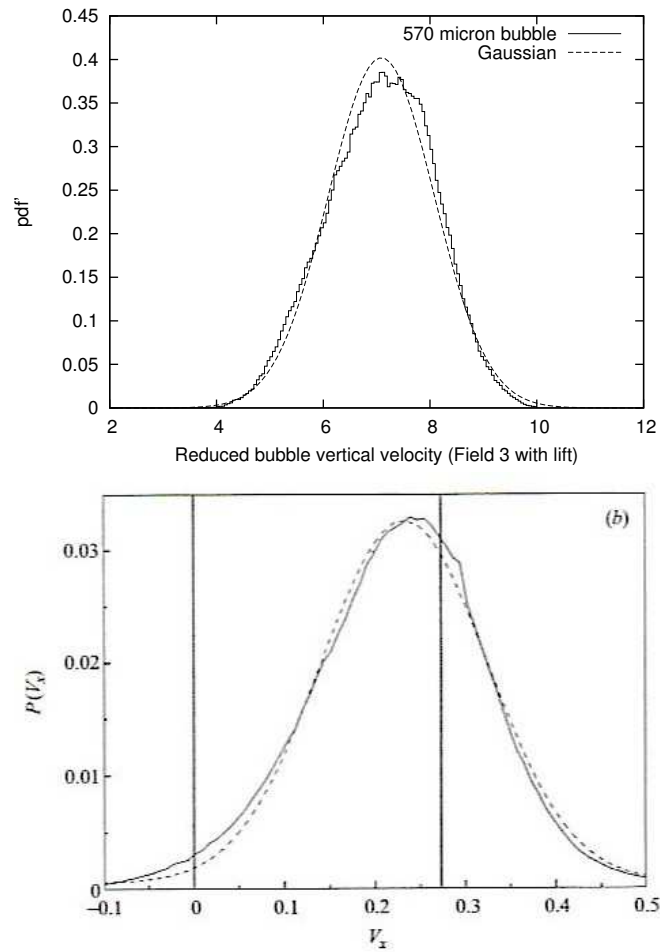 0.45
570 micron bubble
Gaussian
0.4
0.35
0.3
0.25
pdf'
0.2
0.15
0.1
0.05
0
2 4 6 8 10 12
Reduced bubble vertical velocity (Field 3 with lift)
(b)
0.03
0.02
P(Vx)
0.01
0
−0.1 0 0.1 0.2 0.3 0.4 0.5
Vx